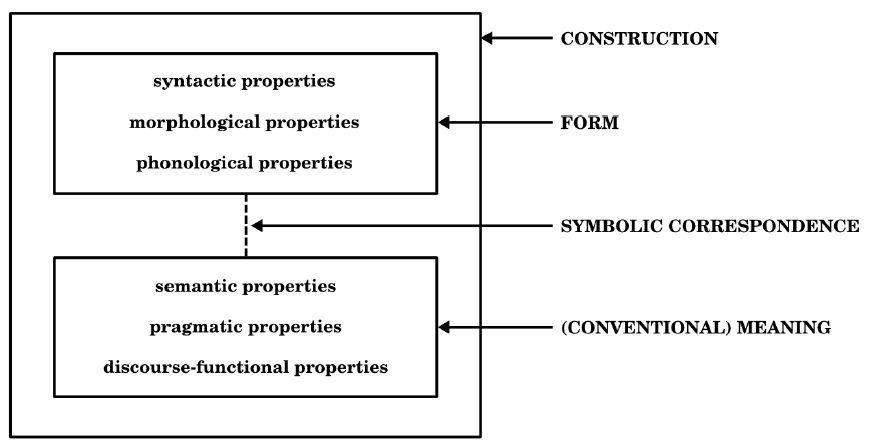 CONSTRUCTION
syntactic properties
morphological properties
FORM
phonological properties
SYMBOLIC CORRESPONDENCE
semantic properties
pragmatic properties
(CONVENTIONAL) MEANING
discourse-functional properties